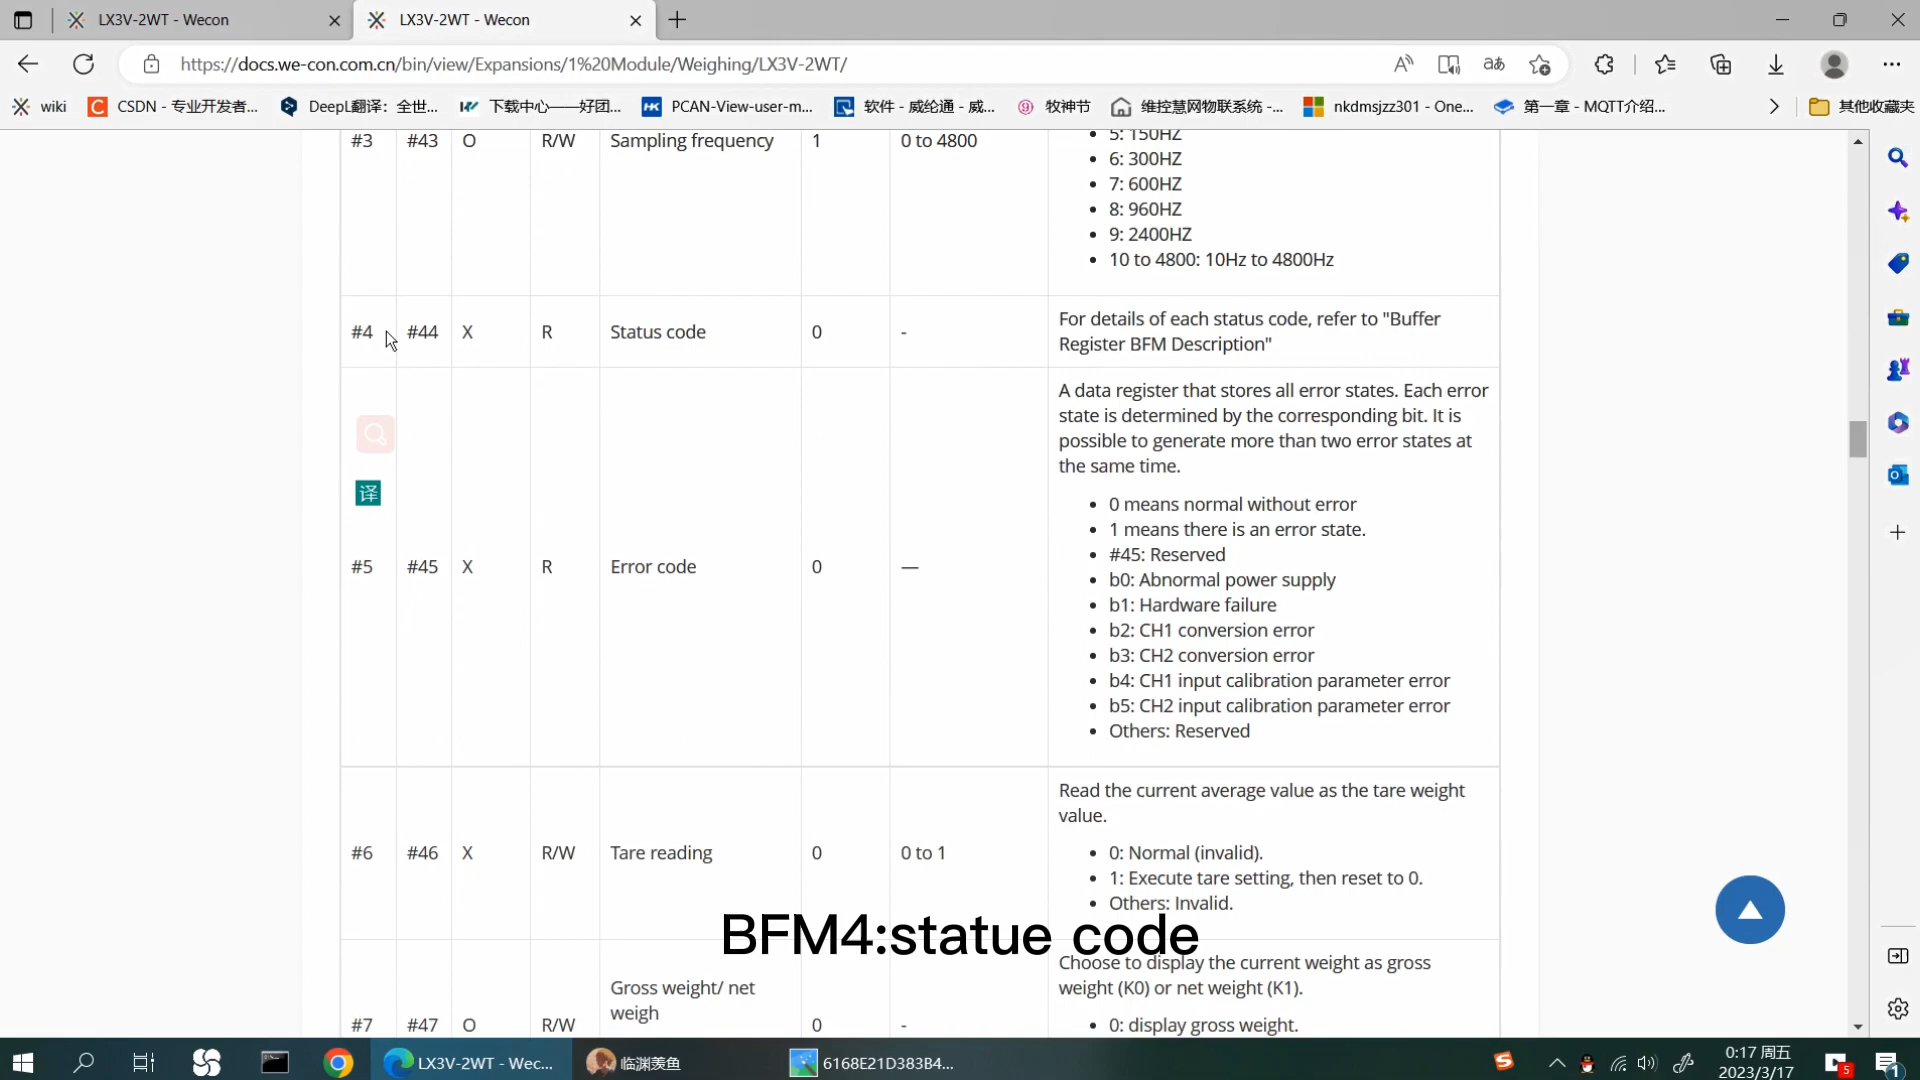 LX3V-2WT - Wecon
LX3V-2WT - Wecon
https://docs.we-con.com.cn/bin/view/Expansions/1%20Module/Weighing/LX3V-2WT/
wiki
CSDN - 专业开发者...
DeepL翻译：全世...
下载中心——好团...
PCAN-View-user-m...
软件 - 威纶通 - 威...
牧神节
维控慧网物联系统 -...
nkdmsjzz301 - One...
第一章 - MQTT介绍...
其他收藏夹
#3 #43 O R/W Sampling frequency 1 0 to 4800
5: 150HZ
6: 300HZ
7: 600HZ
8: 960HZ
9: 2400HZ
10 to 4800: 10Hz to 4800Hz
#4 #44 X R Status code 0 -
For details of each status code, refer to "Buffer
Register BFM Description"
#5 #45 X R Error code 0 —
A data register that stores all error states. Each error
state is determined by the corresponding bit. It is
possible to generate more than two error states at
the same time.
0 means normal without error
1 means there is an error state.
#45: Reserved
b0: Abnormal power supply
b1: Hardware failure
b2: CH1 conversion error
b3: CH2 conversion error
b4: CH1 input calibration parameter error
b5: CH2 input calibration parameter error
Others: Reserved
译
#6 #46 X R/W Tare reading 0 0 to 1
Read the current average value as the tare weight
value.
0: Normal (invalid).
1: Execute tare setting, then reset to 0.
Others: Invalid.
BFM4:statue code
#7 #47 O R/W
Gross weight/ net
weigh
0 -
Choose to display the current weight as gross
weight (K0) or net weight (K1).
0: display gross weight.
LX3V-2WT - Wec...
临渊羡鱼
6168E21D383B4...
0:17 周五
2023/3/17
5
1